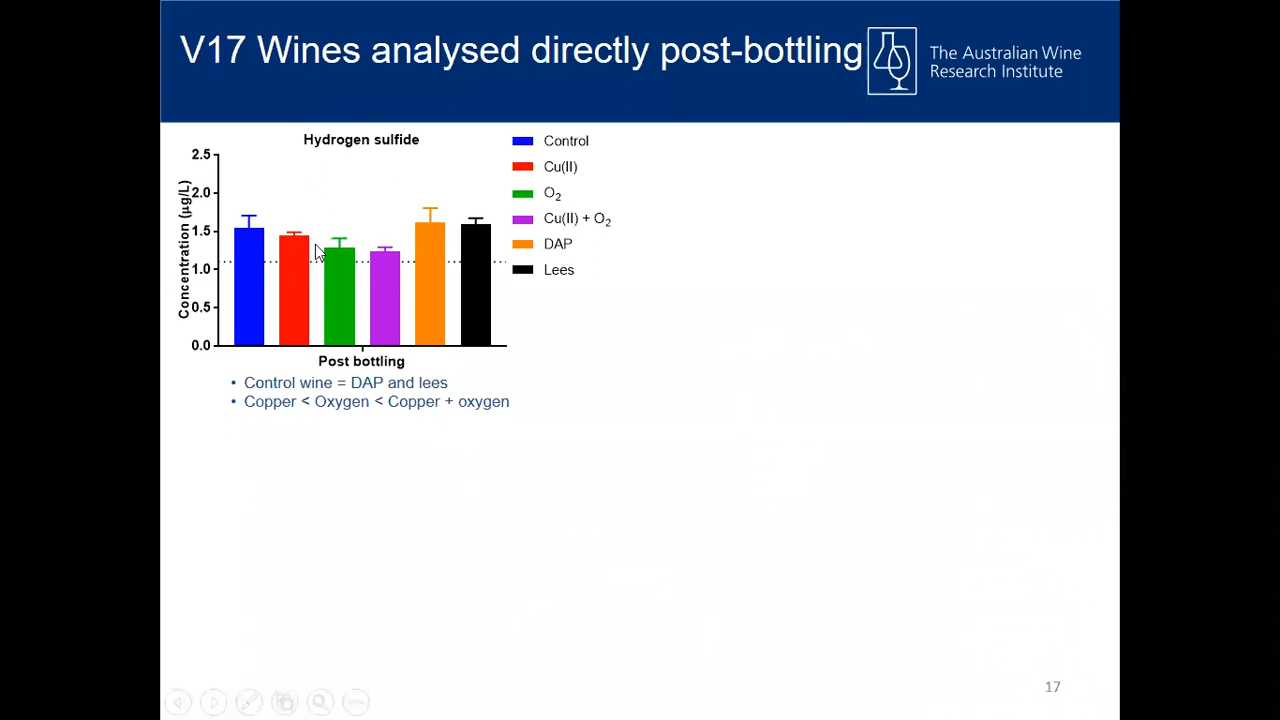 V17 Wines analysed directly post-bottling
The Australian Wine
Research Institute
Hydrogen sulfide
Concentration (µg/L)
2.5
2.0
1.5
1.0
0.5
0.0
Post bottling
Control
Cu(II)
O2
Cu(II) + O2
DAP
Lees
• Control wine = DAP and lees
• Copper < Oxygen < Copper + oxygen
17